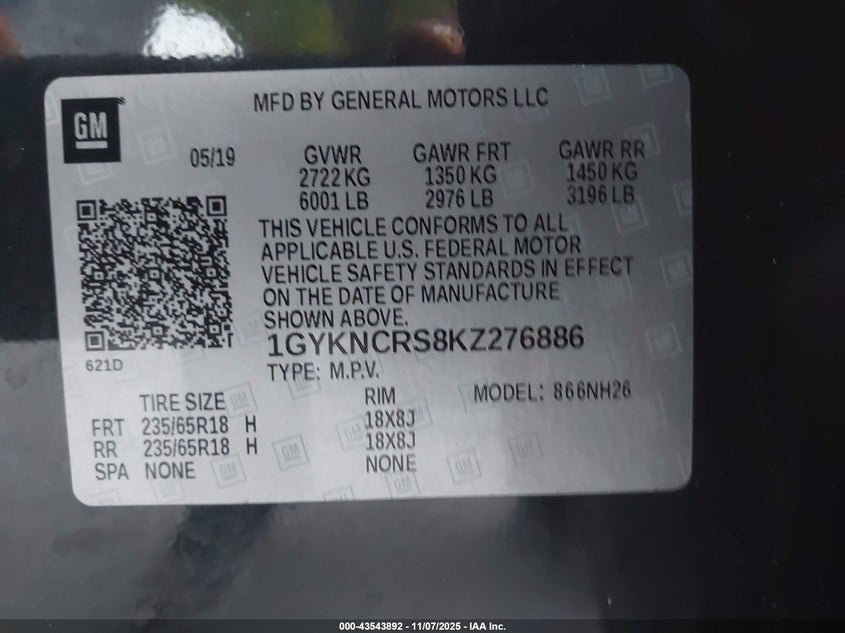 MFD BY GENERAL MOTORS LLC
GM
05/19 GVWR GAWR FRT GAWR RR
2722 KG 1350 KG 1450 KG
6001 LB 2976 LB 3196 LB
THIS VEHICLE CONFORMS TO ALL
APPLICABLE U.S. FEDERAL MOTOR
VEHICLE SAFETY STANDARDS IN EFFECT
ON THE DATE OF MANUFACTURE
SHOWN ABOVE.
1GYKNCRS8KZ276886
621D
TYPE: M.P.V.
TIRE SIZE RIM MODEL: 866NH26
FRT 235/65R18 H 18X8J
RR 235/65R18 H 18X8J
SPA NONE NONE
000-43543892 — 11/07/2025 — IAA Inc.